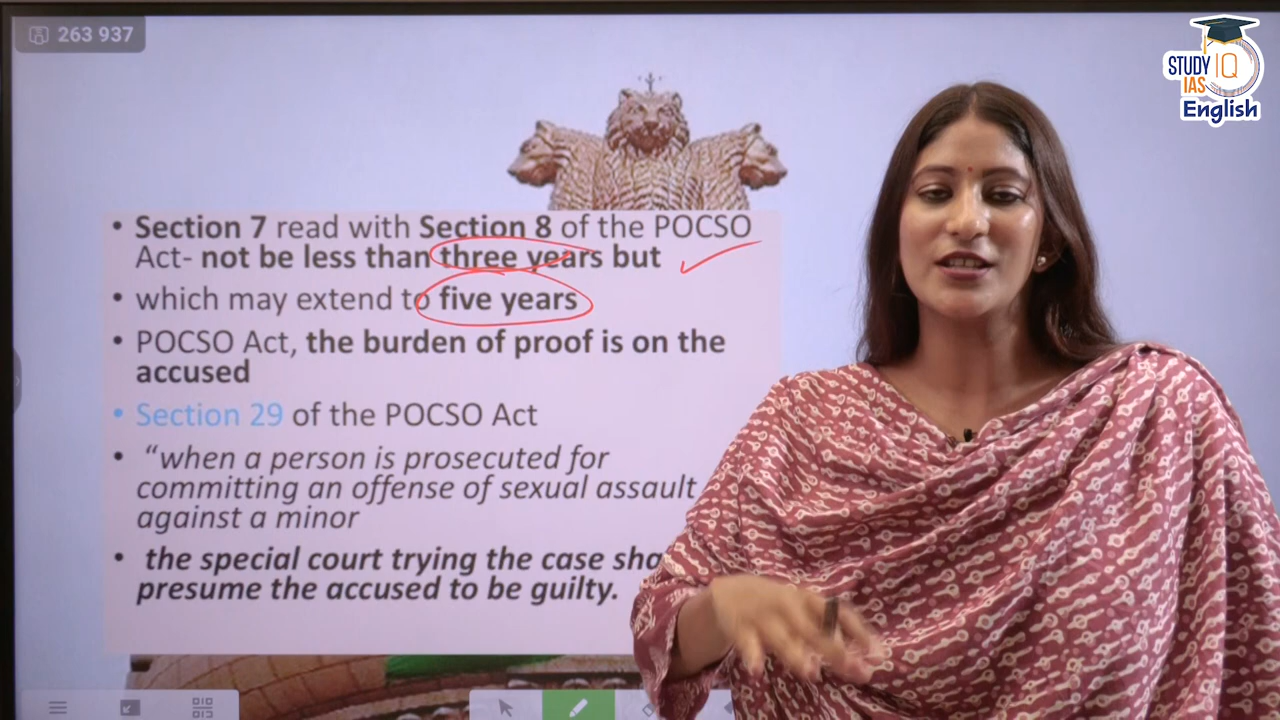 263 937
STUDY IQ
IAS
English
• Section 7 read with Section 8 of the POCSO
Act- not be less than three years but
• which may extend to five years
• POCSO Act, the burden of proof is on the
accused
• Section 29 of the POCSO Act
• “when a person is prosecuted for
committing an offense of sexual assault
against a minor
• the special court trying the case
presume the accused to be guilty.